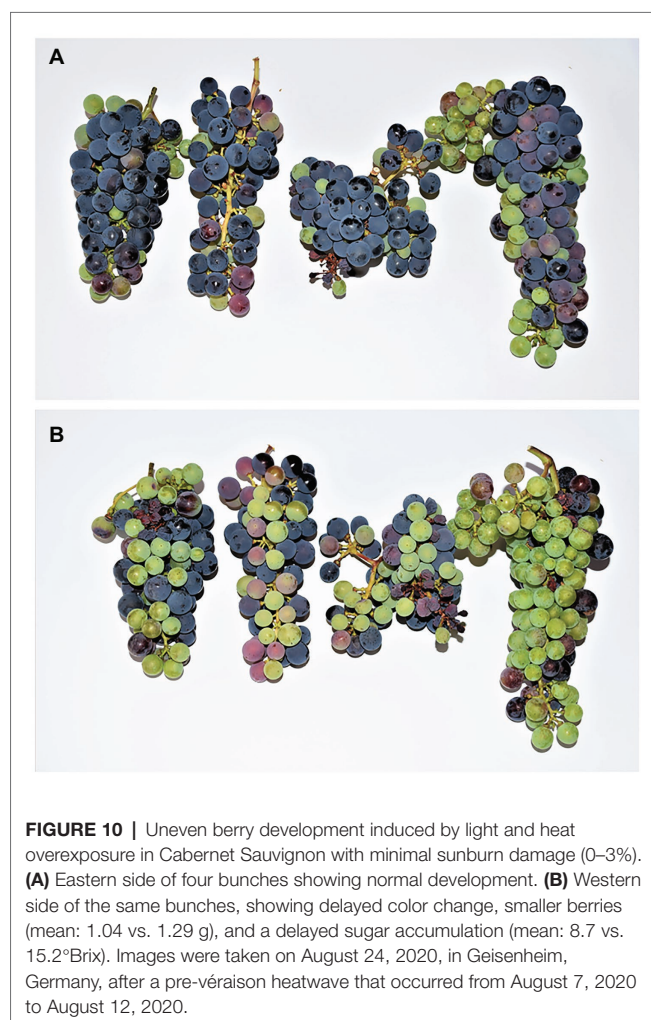 A
B
FIGURE 10 | Uneven berry development induced by light and heat
overexposure in Cabernet Sauvignon with minimal sunburn damage (0–3%).
(A) Eastern side of four bunches showing normal development. (B) Western
side of the same bunches, showing delayed color change, smaller berries
(mean: 1.04 vs. 1.29 g), and a delayed sugar accumulation (mean: 8.7 vs.
15.2°Brix). Images were taken on August 24, 2020, in Geisenheim,
Germany, after a pre-véraison heatwave that occurred from August 7, 2020
to August 12, 2020.